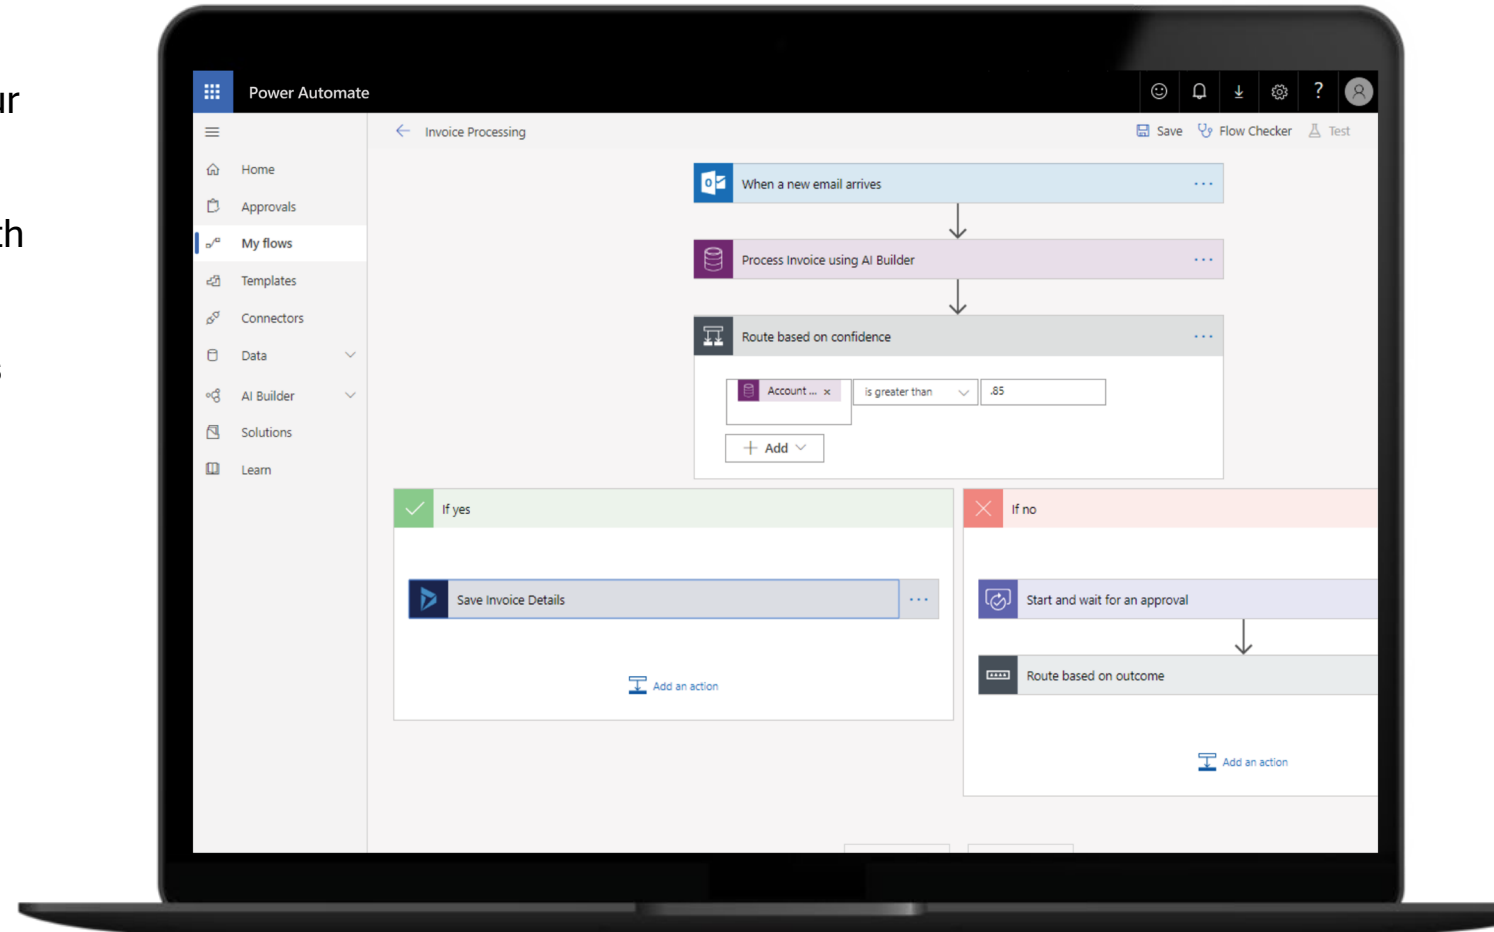 ur
th
s
Power Automate
?
Invoice Processing
Save
Flow Checker
Test
Home
Approvals
My flows
Templates
Connectors
Data
AI Builder
Solutions
Learn
When a new email arrives
...
Process Invoice using AI Builder
...
Route based on confidence
...
Account ... x
is greater than
.85
+ Add
If yes
Save Invoice Details
...
Add an action
If no
Start and wait for an approval
Route based on outcome
Add an action